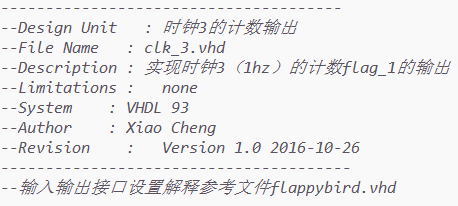 --------------------------------------
--Design Unit   : 时钟3的计数输出
--File Name   : clk_3.vhd
--Description : 实现时钟3（1hz）的计数flag_1的输出
--Limitations :   none
--System    : VHDL 93
--Author    : Xiao Cheng
--Revision    :   Version 1.0 2016-10-26
---------------------------------------
--输入输出接口设置解释参考文件flappybird.vhd